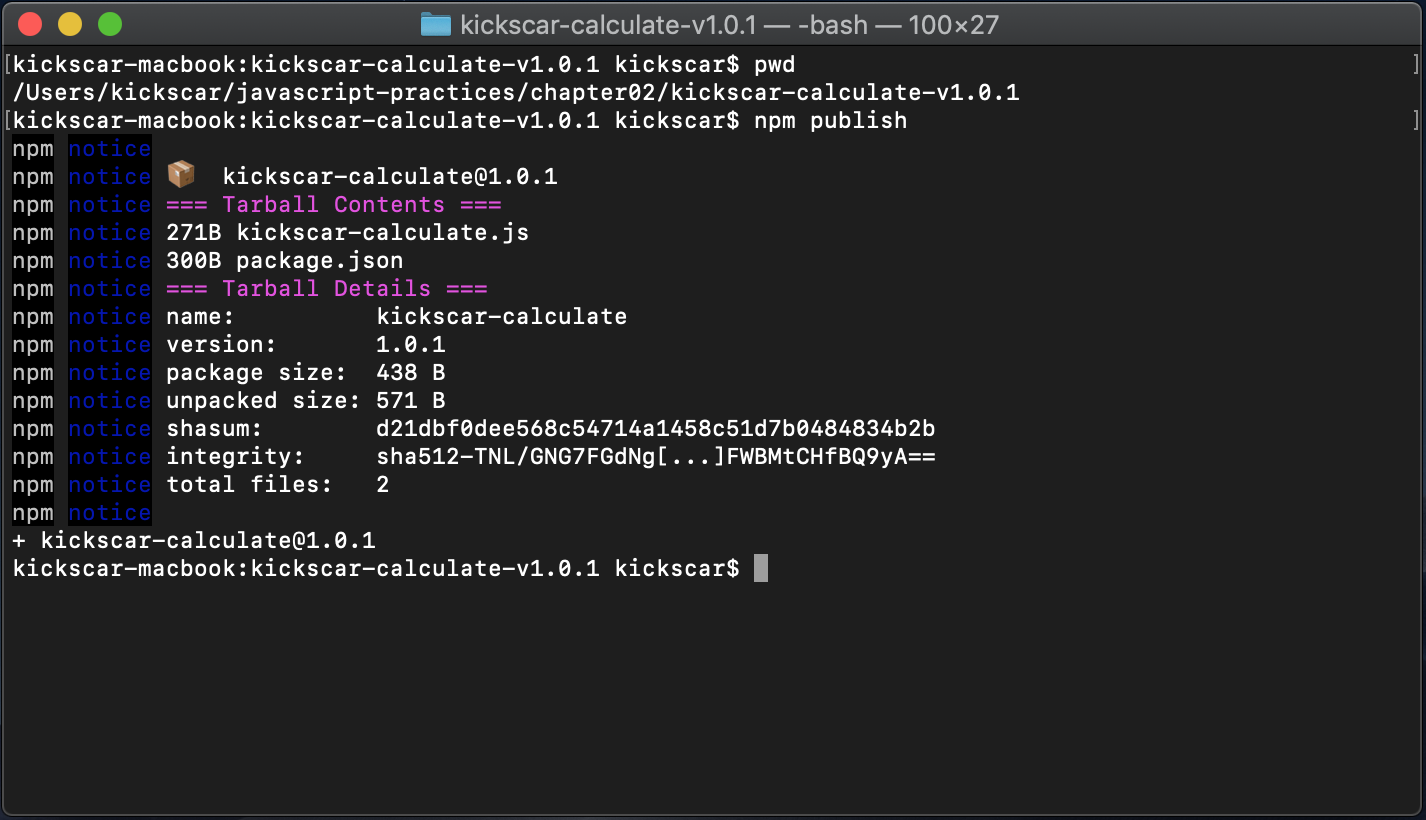 kickscar-calculate-v1.0.1 — -bash — 100×27
[kickscar-macbook:kickscar-calculate-v1.0.1 kickscar$ pwd ]
/Users/kickscar/javascript-practices/chapter02/kickscar-calculate-v1.0.1
[kickscar-macbook:kickscar-calculate-v1.0.1 kickscar$ npm publish ]
npm notice
npm notice 📦  kickscar-calculate@1.0.1
npm notice === Tarball Contents ===
npm notice 271B kickscar-calculate.js
npm notice 300B package.json
npm notice === Tarball Details ===
npm notice name:          kickscar-calculate
npm notice version:       1.0.1
npm notice package size:  438 B
npm notice unpacked size: 571 B
npm notice shasum:        d21dbf0dee568c54714a1458c51d7b0484834b2b
npm notice integrity:     sha512-TNL/GNG7FGdNg[...]FWBMtCHfBQ9yA==
npm notice total files:   2
npm notice
+ kickscar-calculate@1.0.1
kickscar-macbook:kickscar-calculate-v1.0.1 kickscar$